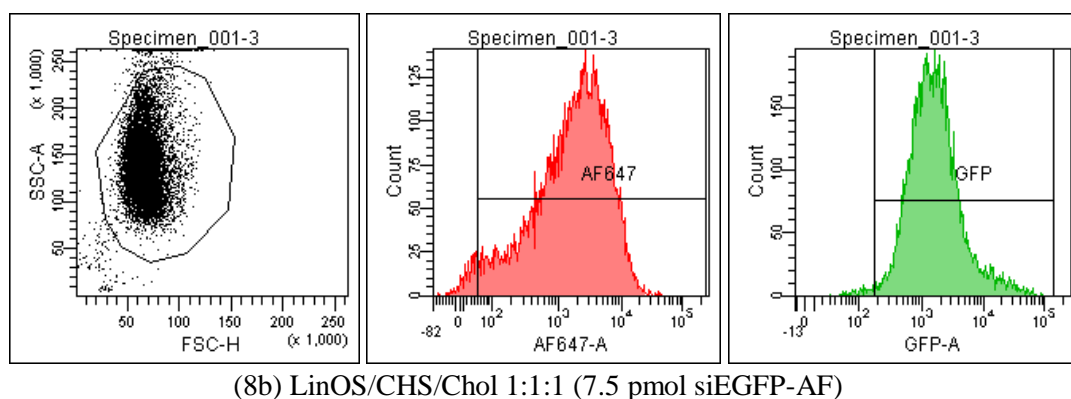 Specimen_001-3
SSC-A
(x 1,000)
50 100 150 200 250
50 100 150 200 250
FSC-H
(x 1,000)
Specimen_001-3
Count
0 25 50 75 100 125
AF647
-82 0 10² 10³ 10⁴ 10⁵
AF647-A
Specimen_001-3
Count
0 50 100 150
GFP
-13 10² 10³ 10⁴ 10⁵
GFP-A
(8b) LinOS/CHS/Chol 1:1:1 (7.5 pmol siEGFP-AF)